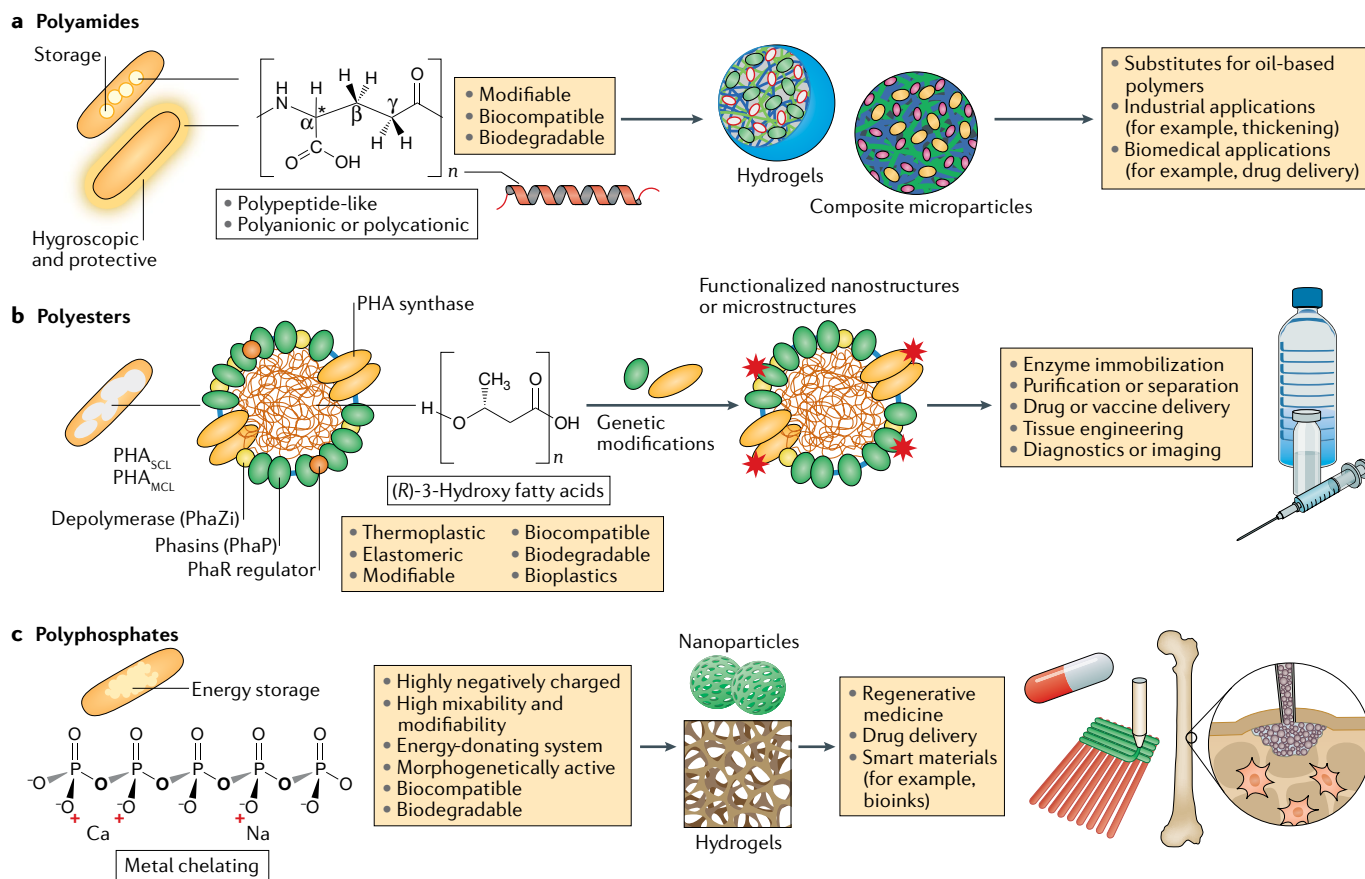 a Polyamides
Storage
Hygroscopic
and protective
N
H
H
*
α
H
H
β
γ
H
H
O
C
O
OH
n
• Polypeptide-like
• Polyanionic or polycationic
• Modifiable
• Biocompatible
• Biodegradable
Hydrogels
Composite microparticles
• Substitutes for oil-based
polymers
• Industrial applications
(for example, thickening)
• Biomedical applications
(for example, drug delivery)
b Polyesters
PHA synthase
PHASCL
PHAMCL
Depolymerase (PhaZi)
Phasins (PhaP)
PhaR regulator
H
O
CH3
O
OH
n
(R)-3-Hydroxy fatty acids
• Thermoplastic
• Elastomeric
• Modifiable
• Biocompatible
• Biodegradable
• Bioplastics
Genetic
modifications
Functionalized nanostructures
or microstructures
• Enzyme immobilization
• Purification or separation
• Drug or vaccine delivery
• Tissue engineering
• Diagnostics or imaging
c Polyphosphates
Energy storage
O O O O O
⁻O P O P O P O P O P O
⁻O ⁻O ⁻O ⁻O ⁻O
+ + +
Ca Na
Metal chelating
• Highly negatively charged
• High mixability and
modifiability
• Energy-donating system
• Morphogenetically active
• Biocompatible
• Biodegradable
Nanoparticles
Hydrogels
• Regenerative
medicine
• Drug delivery
• Smart materials
(for example,
bioinks)